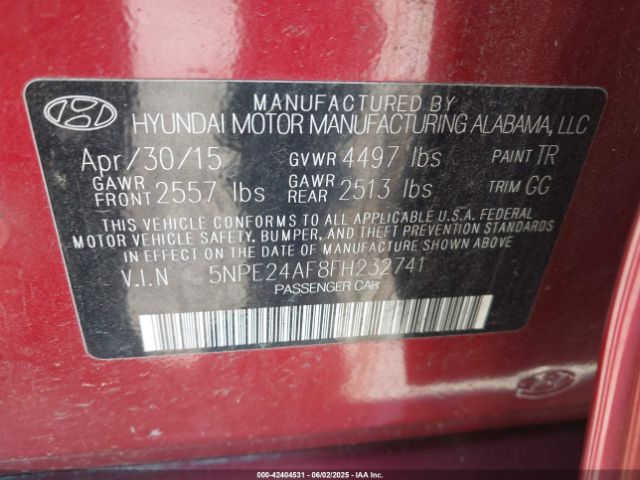 MANUFACTURED BY
HYUNDAI MOTOR MANUFACTURING ALABAMA, LLC
Apr/30/15 GVWR 4497 lbs PAINT TR
GAWR FRONT 2557 lbs GAWR REAR 2513 lbs TRIM GG
THIS VEHICLE CONFORMS TO ALL APPLICABLE U.S.A. FEDERAL
MOTOR VEHICLE SAFETY, BUMPER, AND THEFT PREVENTION STANDARDS
IN EFFECT ON THE DATE OF MANUFACTURE SHOWN ABOVE.
V.I.N 5NPE24AF8FH232741
PASSENGER CAR
000-42404531 - 06/02/2025 - IAA Inc.